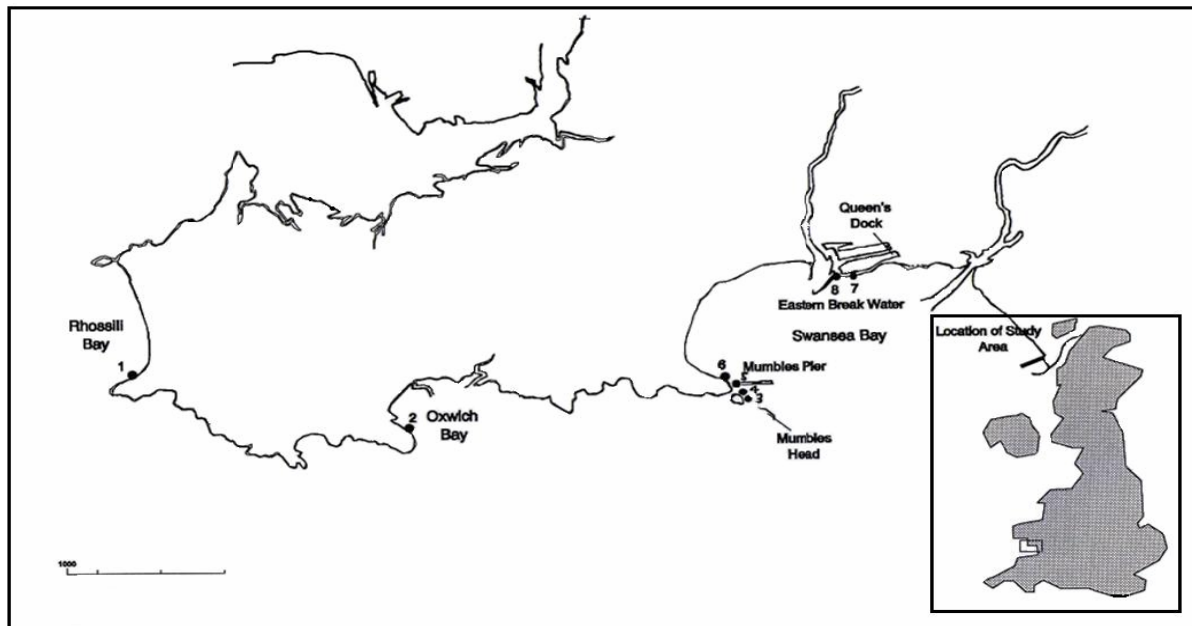 Queen's
Dock
8
7
Eastern Break Water
Swansea Bay
Rhossili
Bay
1
Location of Study
Area
6
5
Mumbles Pier
4
3
2
Oxwich
Bay
Mumbles
Head
1000